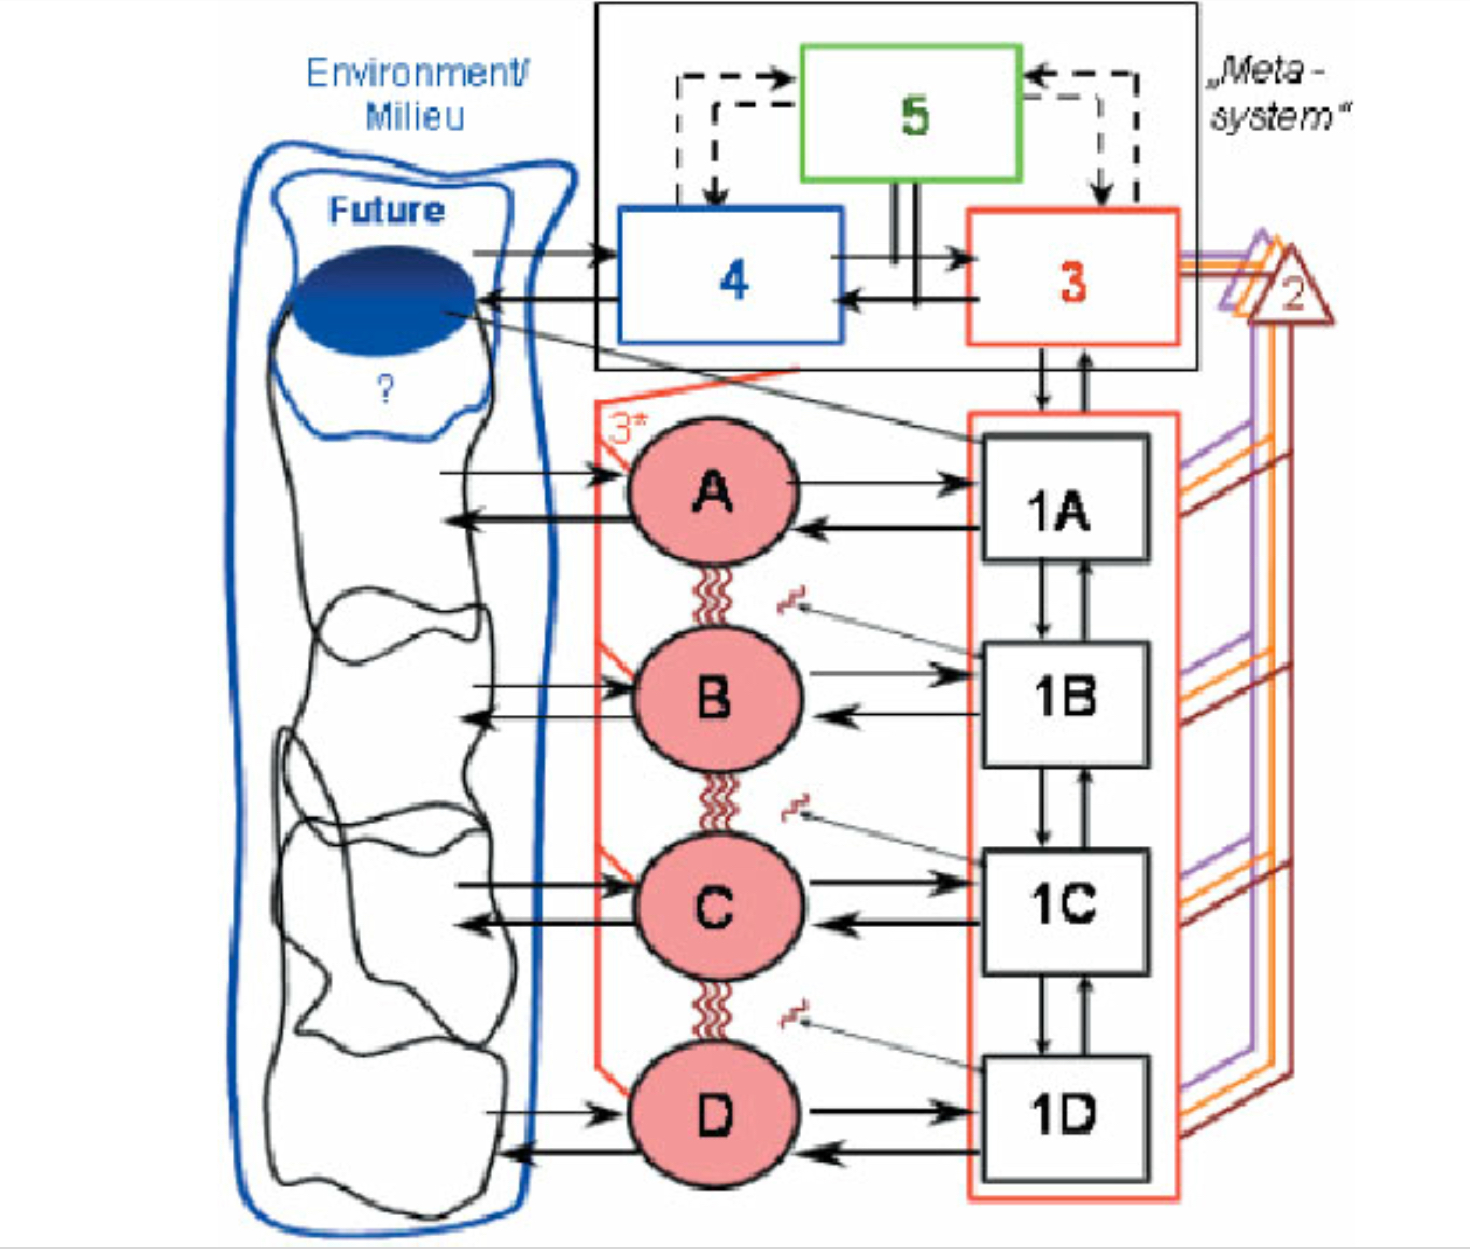 Environment/
Milieu
„Meta-
system“
5
Future
4
3
2
?
3*
A
1A
B
1B
C
1C
D
1D